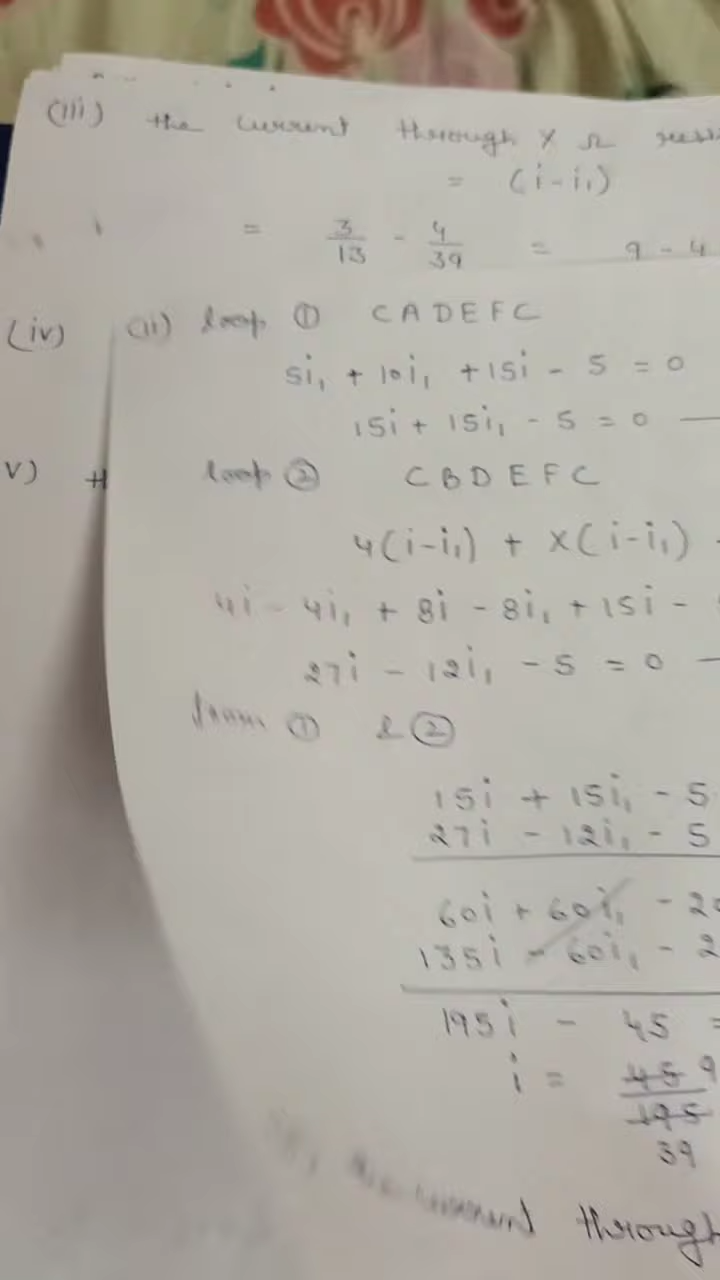 (iii) the current through x Ω
= (i-i₁)
= 3/13 - 4/39 = 9 - 4
(iv)
v)
(ii) loop ① CADEFC
5i₁ + 10i₁ + 15i - 5 = 0
15i + 15i₁ - 5 = 0 —
loop ② CBDEFC
4(i-i₁) + x(i-i₁)
4i - 4i₁ + 8i - 8i₁ + 15i -
27i - 12i₁ - 5 = 0 —
from ① & ②
15i + 15i₁ - 5
27i - 12i₁ - 5
60i + 60i₁ - 20
135i - 60i₁ - 2
195i - 45 =
i = 45/195 9
39
through